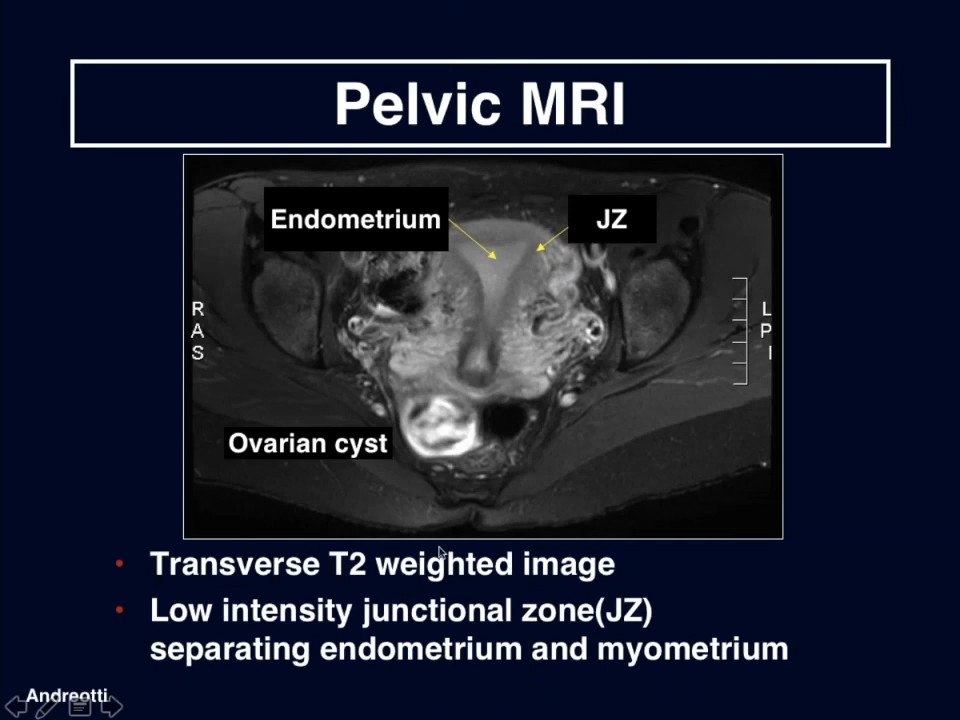 Pelvic MRI
Endometrium
JZ
R
A
S
L
P
I
Ovarian cyst
• Transverse T2 weighted image
• Low intensity junctional zone(JZ)
separating endometrium and myometrium
Andreotti